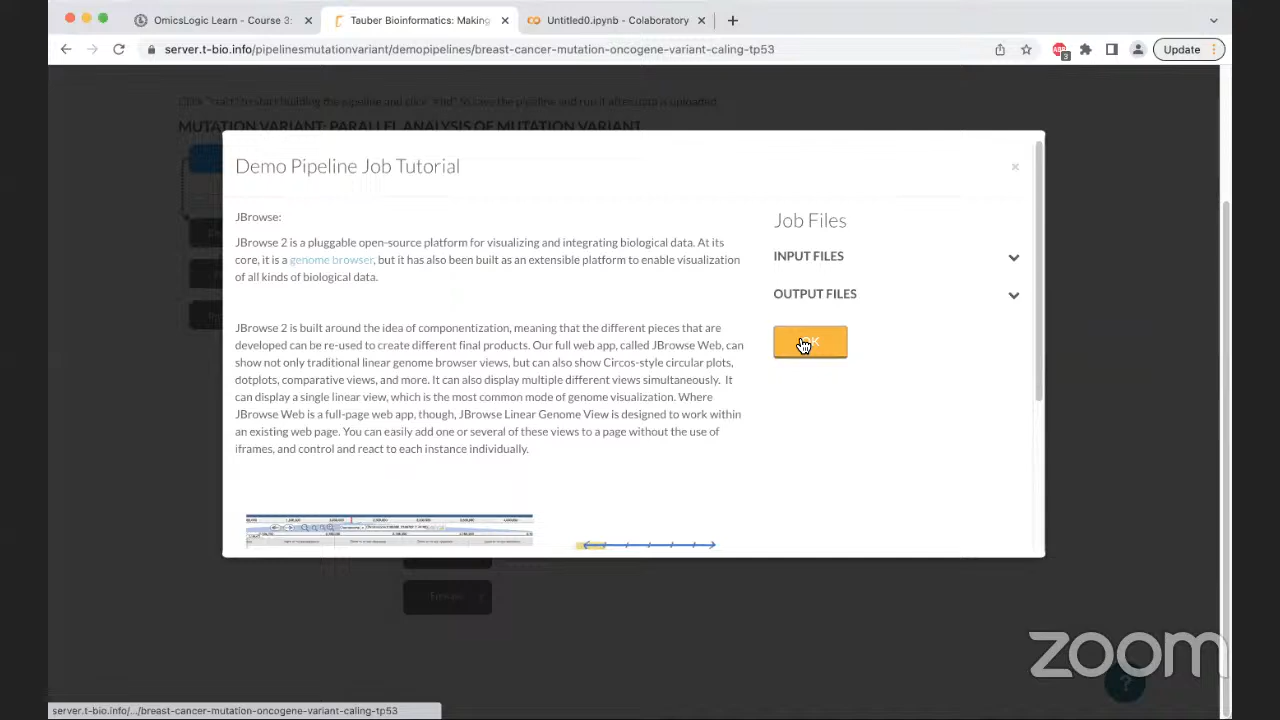 OmicsLogic Learn - Course 3:
Tauber Bioinformatics: Making
Untitled0.ipynb - Colaboratory
server.t-bio.info/pipelinesmutationvariant/demopipelines/breast-cancer-mutation-oncogene-variant-caling-tp53
3
Update
MUTATION VARIANT: PARALLEL ANALYSIS OF MUTATION VARIANT
Demo Pipeline Job Tutorial
×
JBrowse:
JBrowse 2 is a pluggable open-source platform for visualizing and integrating biological data. At its
core, it is a genome browser, but it has also been built as an extensible platform to enable visualization
of all kinds of biological data.
JBrowse 2 is built around the idea of componentization, meaning that the different pieces that are
developed can be re-used to create different final products. Our full web app, called JBrowse Web, can
show not only traditional linear genome browser views, but can also show Circos-style circular plots,
dotplots, comparative views, and more. It can also display multiple different views simultaneously. It
can display a single linear view, which is the most common mode of genome visualization. Where
JBrowse Web is a full-page web app, though, JBrowse Linear Genome View is designed to work within
an existing web page. You can easily add one or several of these views to a page without the use of
iframes, and control and react to each instance individually.
Job Files
INPUT FILES
OUTPUT FILES
OK
zoom
?
server.t-bio.info/.../breast-cancer-mutation-oncogene-variant-caling-tp53